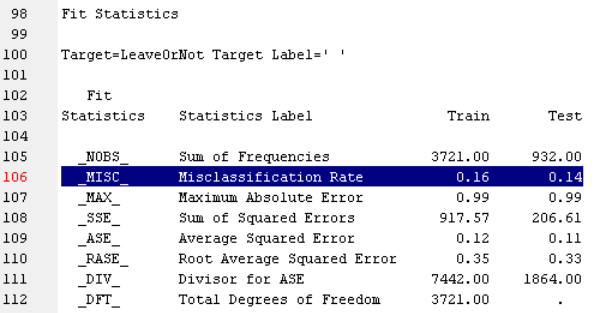 98 Fit Statistics
99
100 Target=LeaveOrNot Target Label=' '
101
102 Fit
103 Statistics Statistics Label Train Test
104
105 _NOBS_ Sum of Frequencies 3721.00 932.00
106 _MISC_ Misclassification Rate 0.16 0.14
107 _MAX_ Maximum Absolute Error 0.99 0.99
108 _SSE_ Sum of Squared Errors 917.57 206.61
109 _ASE_ Average Squared Error 0.12 0.11
110 _RASE_ Root Average Squared Error 0.35 0.33
111 _DIV_ Divisor for ASE 7442.00 1864.00
112 _DFT_ Total Degrees of Freedom 3721.00 .